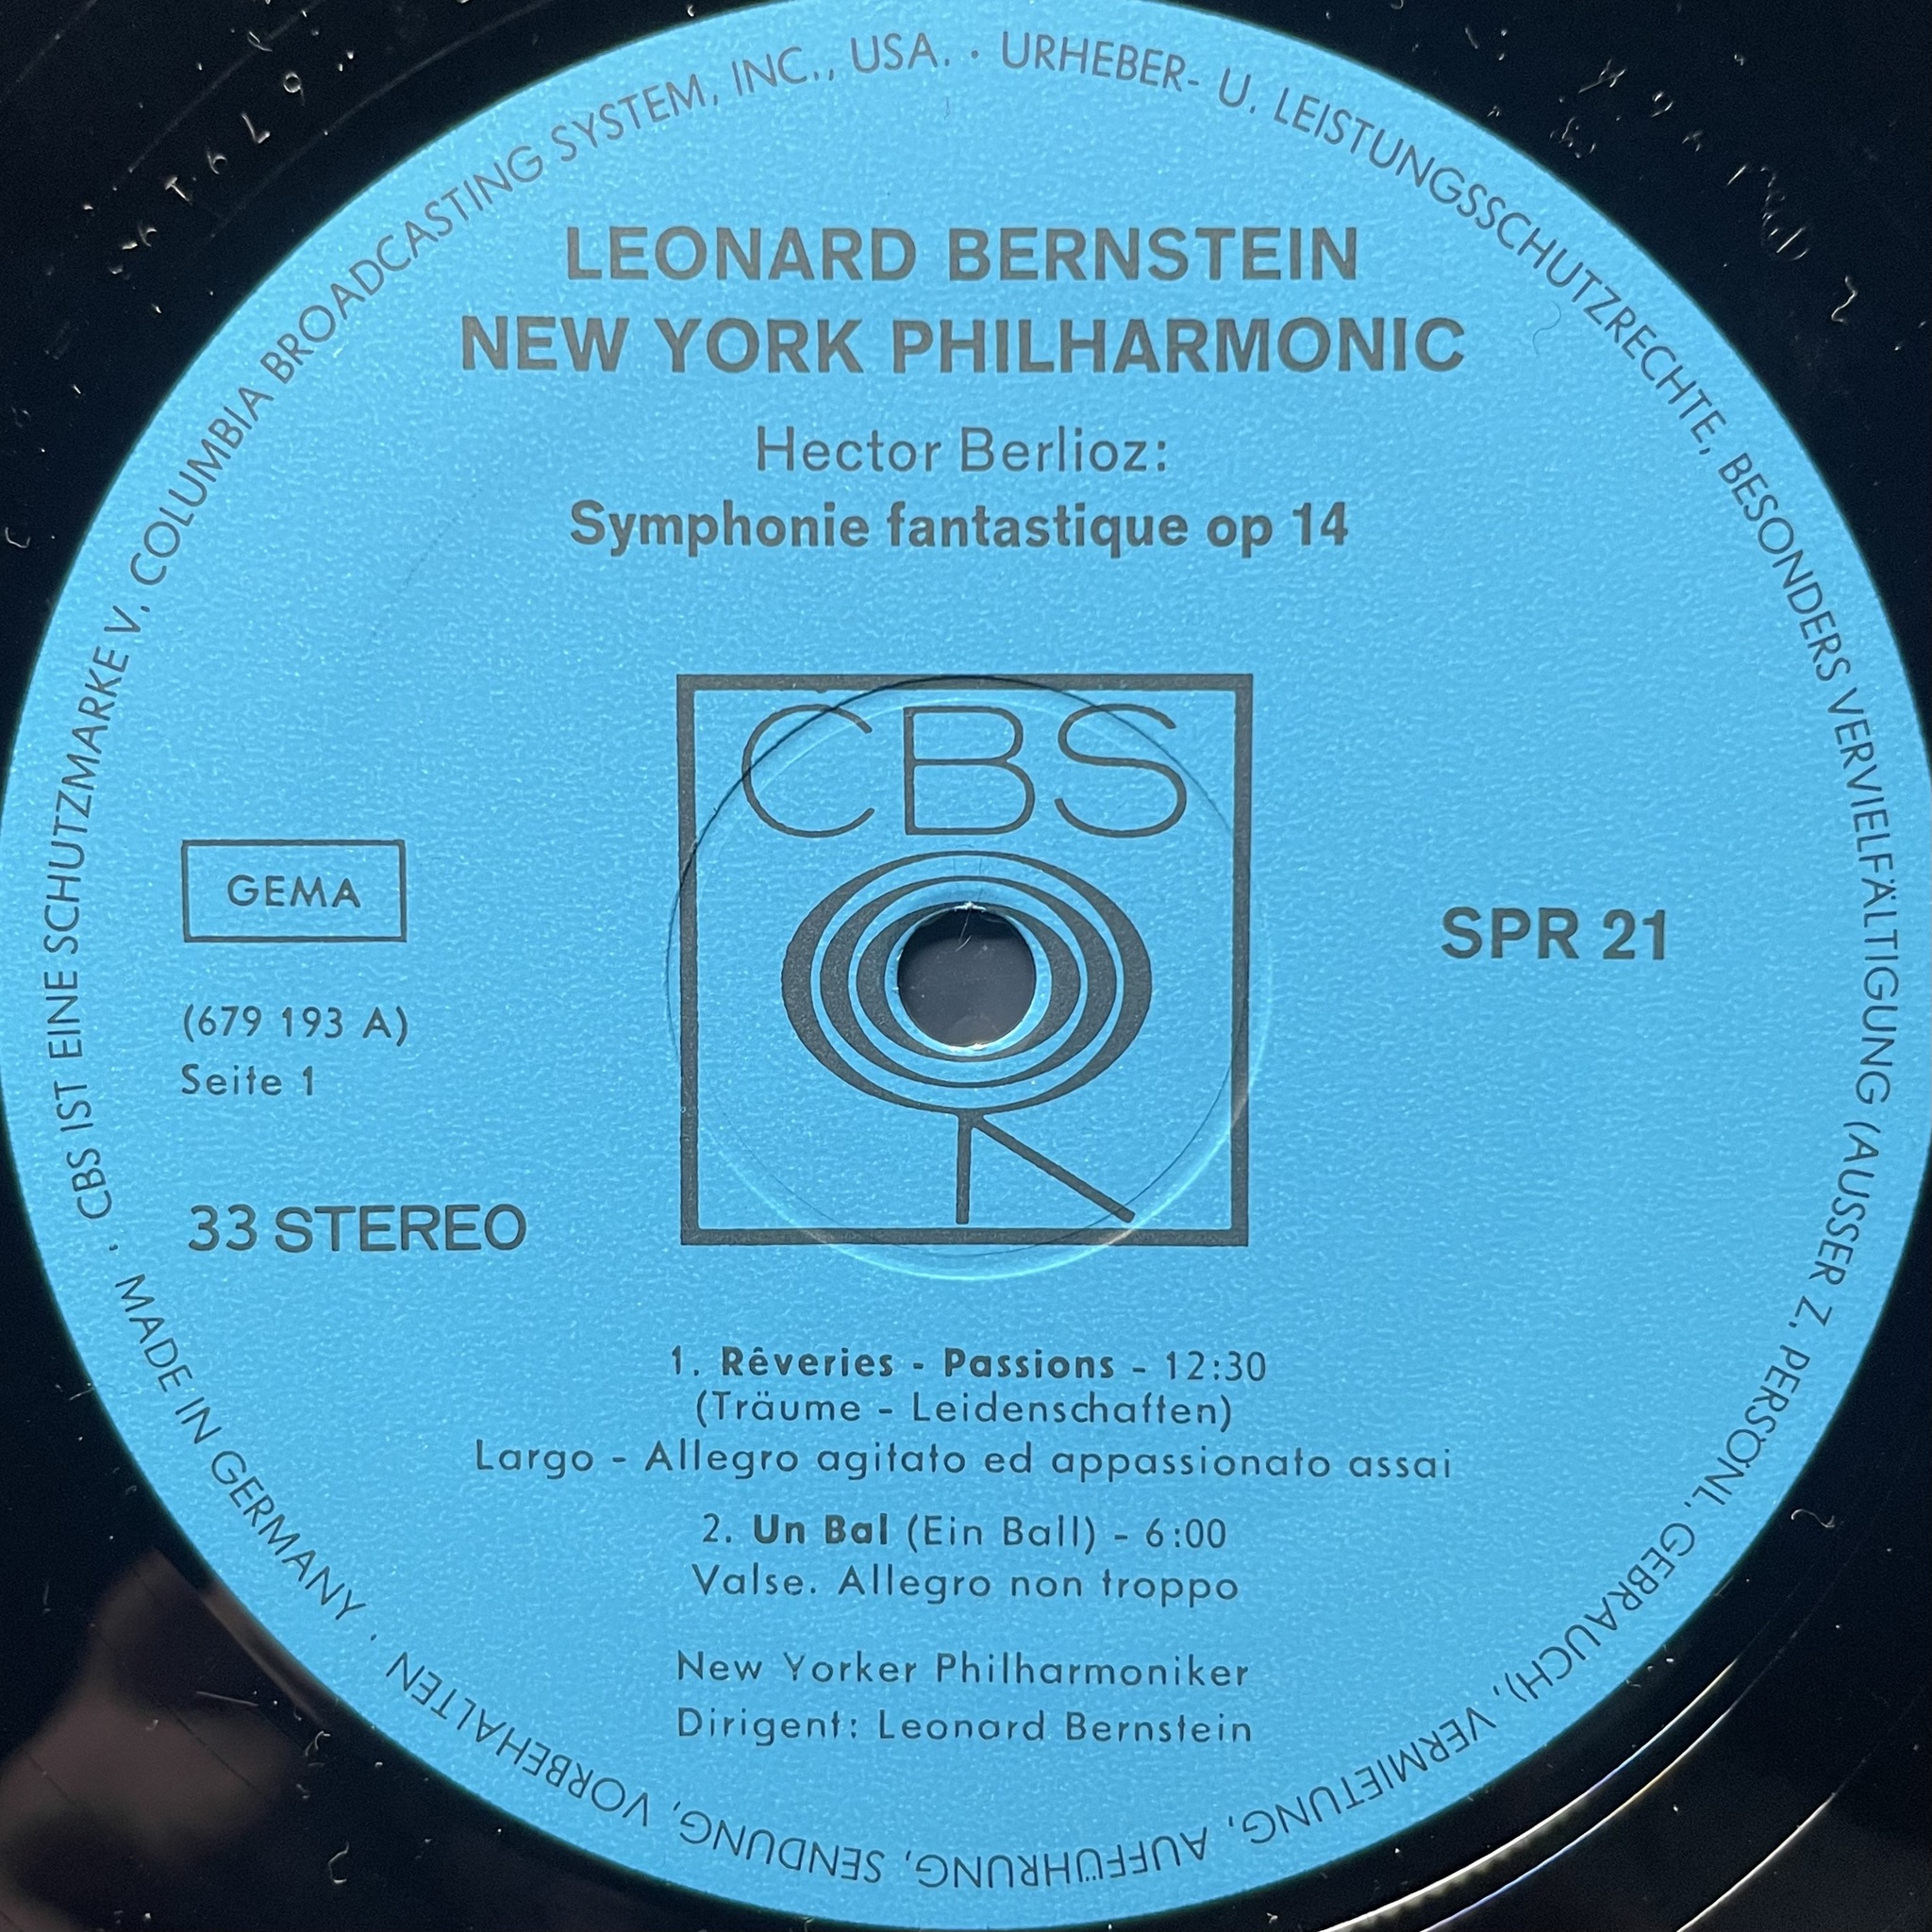 CBS IST EINE SCHUTZMARKE V. COLUMBIA BROADCASTING SYSTEM, INC., USA. · URHEBER- U. LEISTUNGSSCHUTZRECHTE, BESONDERS VERVIELFÄLTIGUNG (AUSSER Z. PERSÖNL. GEBRAUCH), VERMIETUNG, AUFFÜHRUNG, SENDUNG, VORBEHALTEN · MADE IN GERMANY ·
LEONARD BERNSTEIN
NEW YORK PHILHARMONIC
Hector Berlioz:
Symphonie fantastique op 14
CBS
GEMA
SPR 21
(679 193 A)
Seite 1
33 STEREO
1. Rêveries - Passions - 12:30
(Träume - Leidenschaften)
Largo - Allegro agitato ed appassionato assai
2. Un Bal (Ein Ball) - 6:00
Valse. Allegro non troppo
New Yorker Philharmoniker
Dirigent: Leonard Bernstein